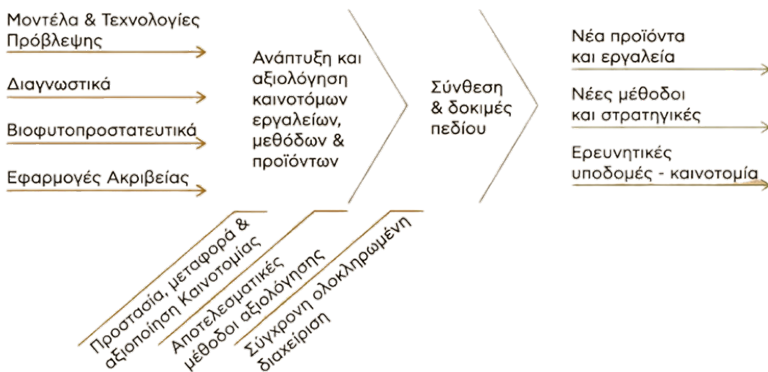 Μοντέλα & Τεχνολογίες
Πρόβλεψης
Διαγνωστικά
Βιοφυτοπροστατευτικά
Εφαρμογές Ακριβείας
Ανάπτυξη και
αξιολόγηση
καινοτόμων
εργαλείων,
μεθόδων &
προϊόντων
Σύνθεση
& δοκιμές
πεδίου
Νέα προϊόντα
και εργαλεία
Νέες μέθοδοι
και στρατηγικές
Ερευνητικές
υποδομές - καινοτομία
Προστασία, μεταφορά &
αξιοποίηση Καινοτομίας
Αποτελεσματικές
μέθοδοι αξιολόγησης
Σύγχρονη ολοκληρωμένη
διαχείριση